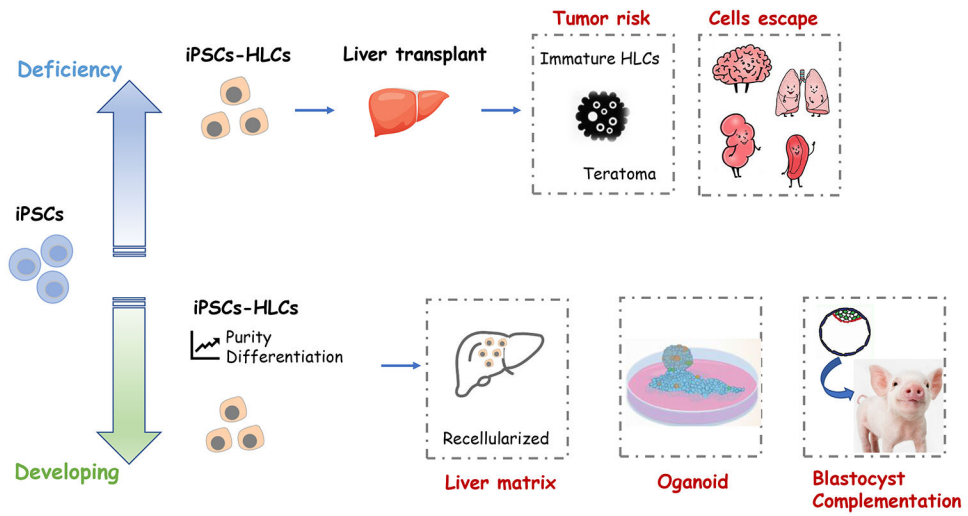 Tumor risk
Cells escape
iPSCs-HLCs
Liver transplant
Deficiency
Immature HLCs
Teratoma
iPSCs
iPSCs-HLCs
Purity
Differentiation
Recellularized
Developing
Liver matrix
Oganoid
Blastocyst
Complementation